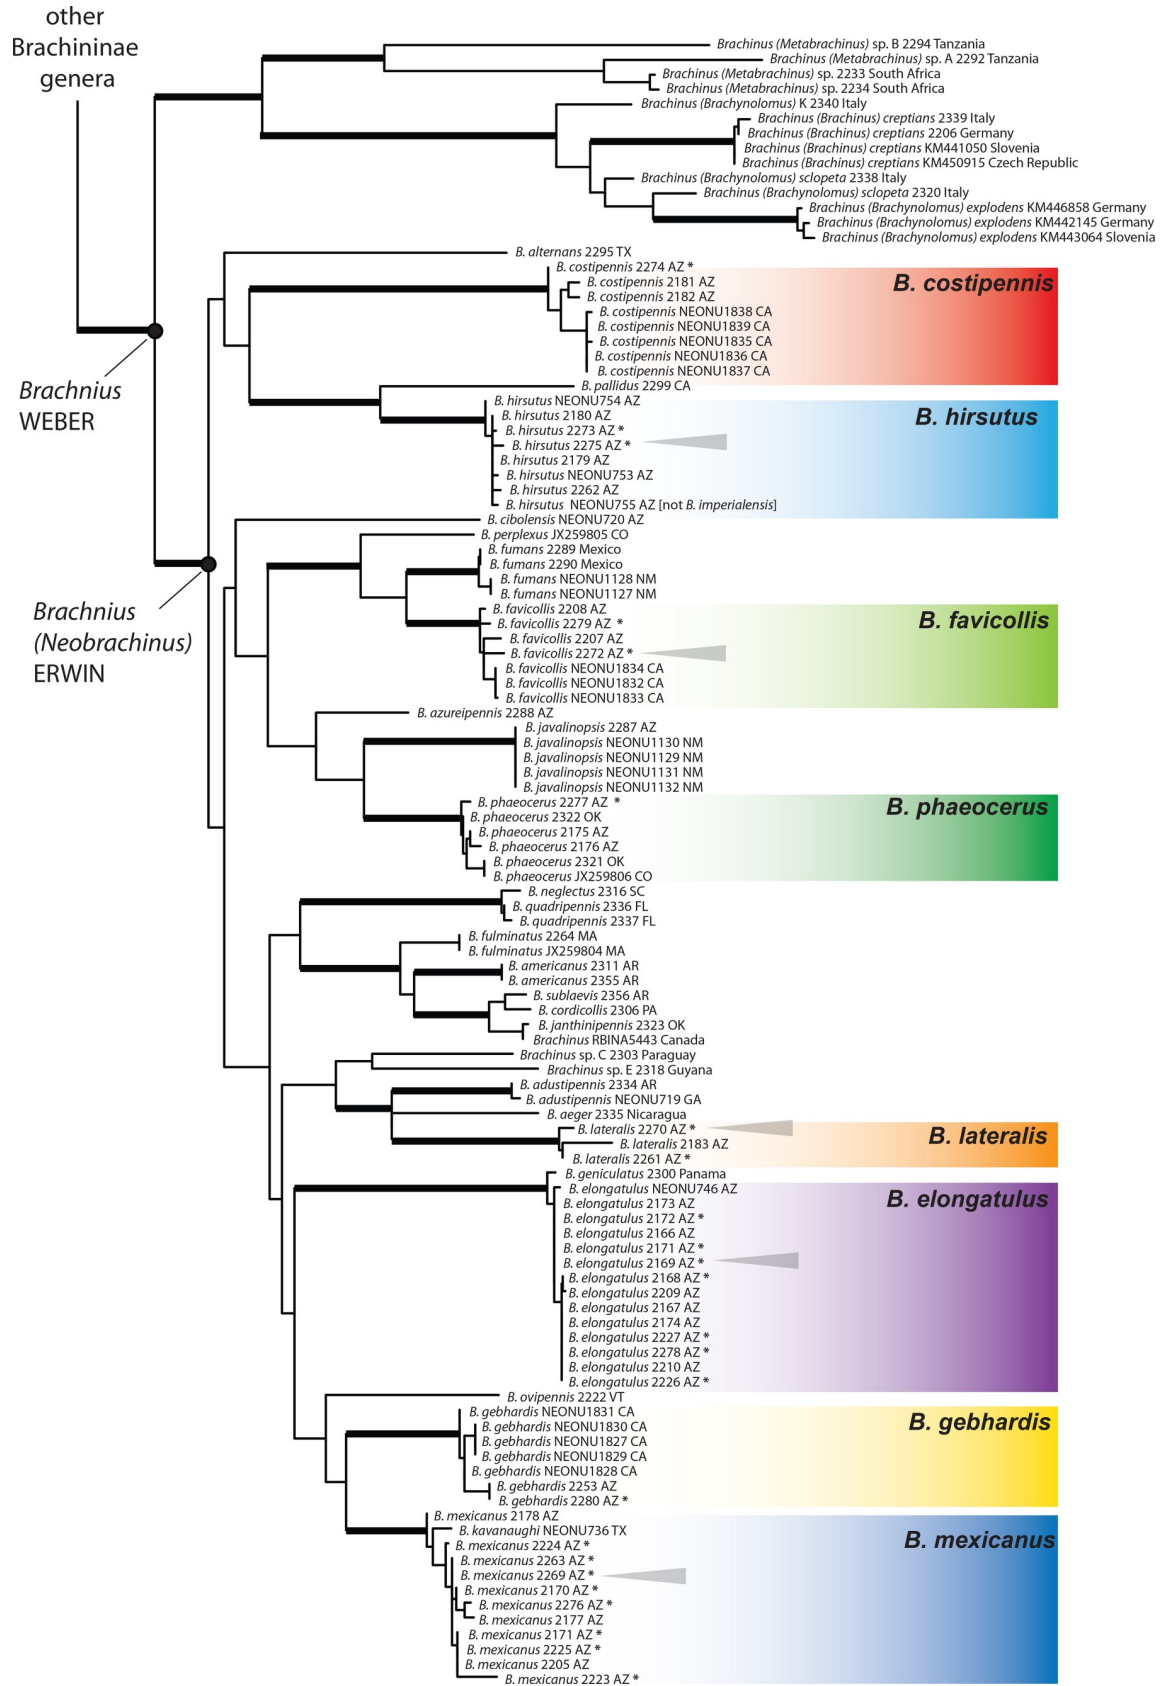 other
Brachininae
genera
Brachinus (Metabrachinus) sp. B 2294 Tanzania
Brachinus (Metabrachinus) sp. A 2292 Tanzania
Brachinus (Metabrachinus) sp. 2233 South Africa
Brachinus (Metabrachinus) sp. 2234 South Africa
Brachinus (Brachynolomus) K 2340 Italy
Brachinus (Brachinus) creptians 2339 Italy
Brachinus (Brachinus) creptians 2206 Germany
Brachinus (Brachinus) creptians KM441050 Slovenia
Brachinus (Brachinus) creptians KM450915 Czech Republic
Brachinus (Brachynolomus) sclopeta 2338 Italy
Brachinus (Brachynolomus) sclopeta 2320 Italy
Brachinus (Brachynolomus) explodens KM446858 Germany
Brachinus (Brachynolomus) explodens KM442145 Germany
Brachinus (Brachynolomus) explodens KM443064 Slovenia
Brachnius
WEBER
Brachnius
(Neobrachinus)
ERWIN
B. alternans 2295 TX
B. costipennis 2274 AZ *
B. costipennis 2181 AZ
B. costipennis 2182 AZ
B. costipennis NEONU1838 CA
B. costipennis NEONU1839 CA
B. costipennis NEONU1835 CA
B. costipennis NEONU1836 CA
B. costipennis NEONU1837 CA
B. costipennis
B. pallidus 2299 CA
B. hirsutus NEONU754 AZ
B. hirsutus 2180 AZ
B. hirsutus 2273 AZ *
B. hirsutus 2275 AZ *
B. hirsutus 2179 AZ
B. hirsutus NEONU753 AZ
B. hirsutus 2262 AZ
B. hirsutus NEONU755 AZ [not B. imperialensis]
B. hirsutus
B. cibolensis NEONU720 AZ
B. perplexus JX259805 CO
B. fumans 2289 Mexico
B. fumans 2290 Mexico
B. fumans NEONU1128 NM
B. fumans NEONU1127 NM
B. favicollis 2208 AZ
B. favicollis 2279 AZ *
B. favicollis 2207 AZ
B. favicollis 2272 AZ *
B. favicollis NEONU1834 CA
B. favicollis NEONU1832 CA
B. favicollis NEONU1833 CA
B. favicollis
B. azureipennis 2288 AZ
B. javalinopsis 2287 AZ
B. javalinopsis NEONU1130 NM
B. javalinopsis NEONU1129 NM
B. javalinopsis NEONU1131 NM
B. javalinopsis NEONU1132 NM
B. phaeocerus 2277 AZ *
B. phaeocerus 2322 OK
B. phaeocerus 2175 AZ
B. phaeocerus 2176 AZ
B. phaeocerus 2321 OK
B. phaeocerus JX259806 CO
B. phaeocerus
B. neglectus 2316 SC
B. quadripennis 2336 FL
B. quadripennis 2337 FL
B. fulminatus 2264 MA
B. fulminatus JX259804 MA
B. americanus 2311 AR
B. americanus 2355 AR
B. sublaevis 2356 AR
B. cordicollis 2306 PA
B. janthinipennis 2323 OK
Brachinus RBINA5443 Canada
Brachinus sp. C 2303 Paraguay
Brachinus sp. E 2318 Guyana
B. adustipennis 2334 AR
B. adustipennis NEONU719 GA
B. aeger 2335 Nicaragua
B. lateralis 2270 AZ *
B. lateralis 2183 AZ
B. lateralis 2261 AZ *
B. lateralis
B. geniculatus 2300 Panama
B. elongatulus NEONU746 AZ
B. elongatulus 2173 AZ
B. elongatulus 2172 AZ *
B. elongatulus 2166 AZ
B. elongatulus 2171 AZ *
B. elongatulus 2169 AZ *
B. elongatulus 2168 AZ *
B. elongatulus 2209 AZ
B. elongatulus 2167 AZ
B. elongatulus 2174 AZ
B. elongatulus 2227 AZ *
B. elongatulus 2278 AZ *
B. elongatulus 2210 AZ
B. elongatulus 2226 AZ *
B. elongatulus
B. ovipennis 2222 VT
B. gebhardis NEONU1831 CA
B. gebhardis NEONU1830 CA
B. gebhardis NEONU1827 CA
B. gebhardis NEONU1829 CA
B. gebhardis NEONU1828 CA
B. gebhardis 2253 AZ
B. gebhardis 2280 AZ *
B. gebhardis
B. mexicanus 2178 AZ
B. kavanaughi NEONU736 TX
B. mexicanus 2224 AZ *
B. mexicanus 2263 AZ *
B. mexicanus 2269 AZ *
B. mexicanus 2170 AZ *
B. mexicanus 2276 AZ *
B. mexicanus 2177 AZ
B. mexicanus 2171 AZ *
B. mexicanus 2225 AZ *
B. mexicanus 2205 AZ
B. mexicanus 2223 AZ *
B. mexicanus